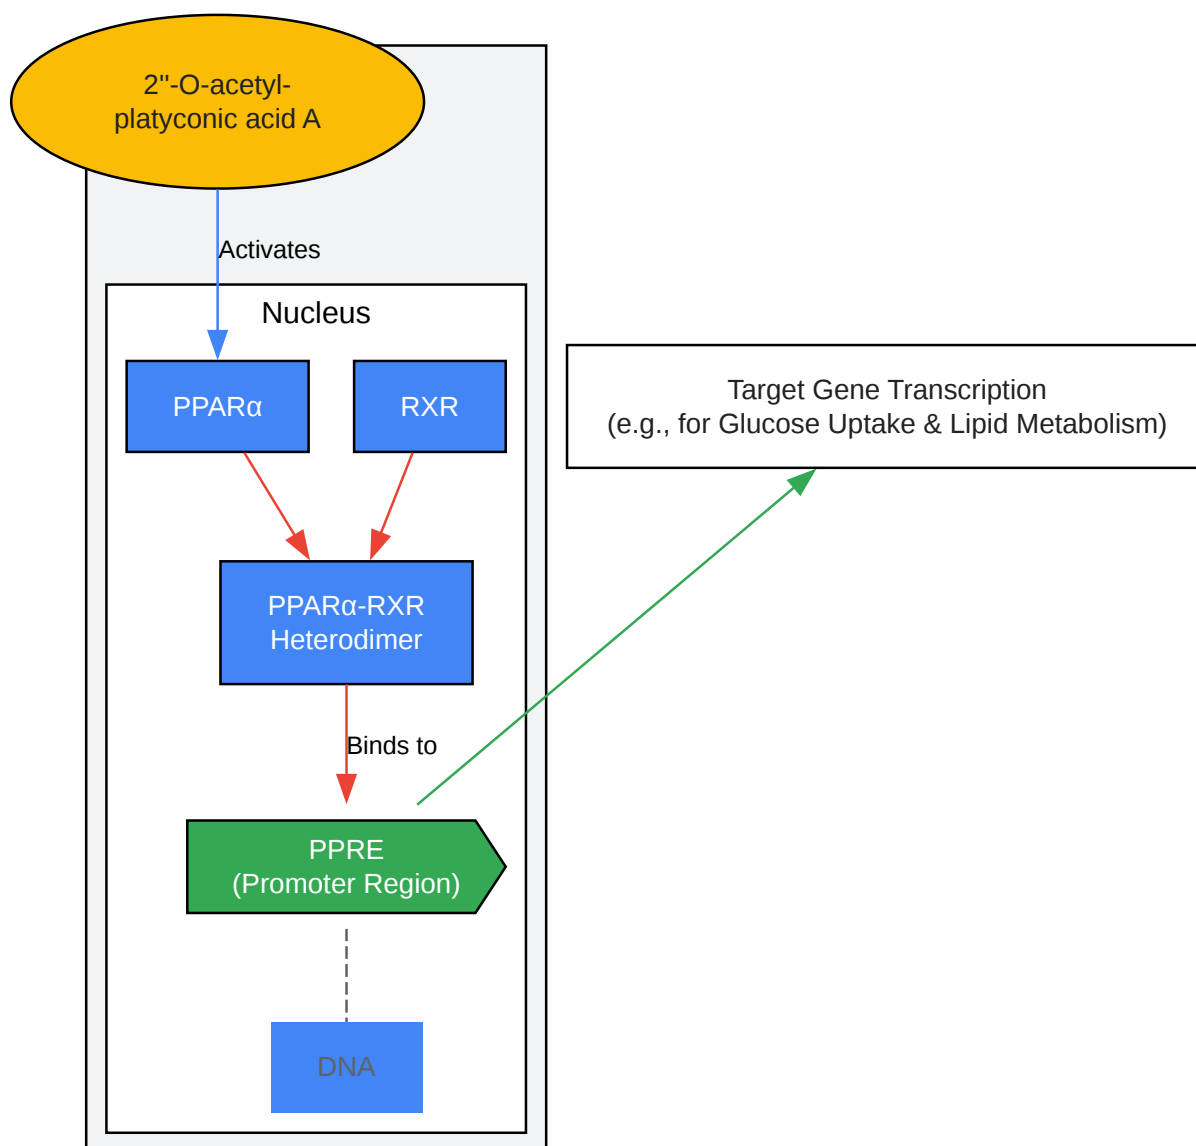 2"-O-acetyl-
platyconic acid A
Activates
Nucleus
PPARα
RXR
Target Gene Transcription
(e.g., for Glucose Uptake & Lipid Metabolism)
PPARα-RXR
Heterodimer
Binds to
PPRE
(Promoter Region)
DNA